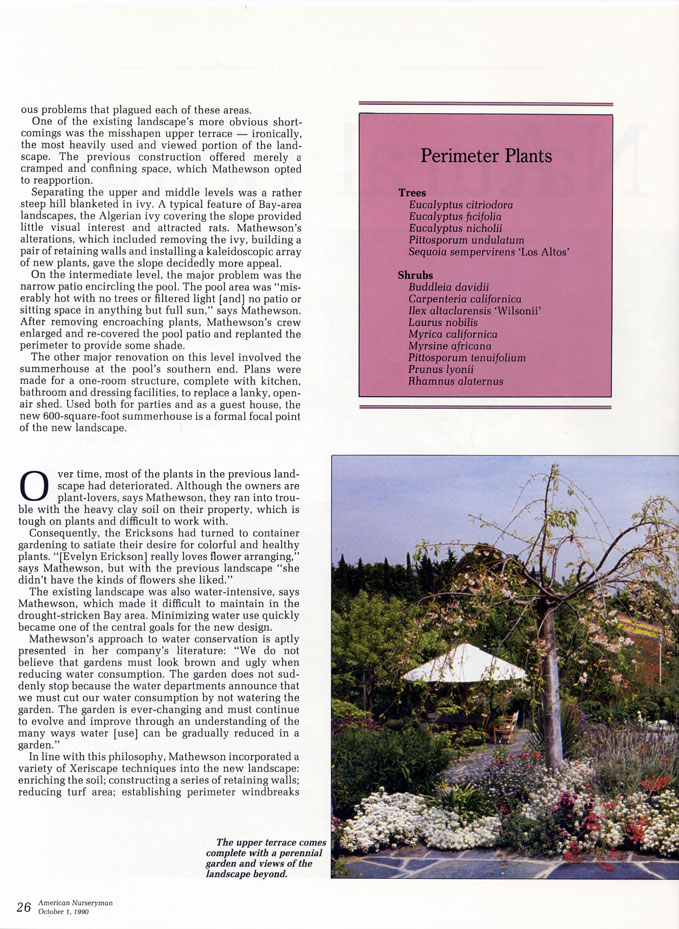 ous problems that plagued each of these areas.
One of the existing landscape's more obvious short-
comings was the misshapen upper terrace — ironically,
the most heavily used and viewed portion of the land-
scape. The previous construction offered merely a
cramped and confining space, which Mathewson opted
to reapportion.
Separating the upper and middle levels was a rather
steep hill blanketed in ivy. A typical feature of Bay-area
landscapes, the Algerian ivy covering the slope provided
little visual interest and attracted rats. Mathewson's
alterations, which included removing the ivy, building a
pair of retaining walls and installing a kaleidoscopic array
of new plants, gave the slope decidedly more appeal.
On the intermediate level, the major problem was the
narrow patio encircling the pool. The pool area was "mis-
erably hot with no trees or filtered light [and] no patio or
sitting space in anything but full sun," says Mathewson.
After removing encroaching plants, Mathewson's crew
enlarged and re-covered the pool patio and replanted the
perimeter to provide some shade.
The other major renovation on this level involved the
summerhouse at the pool's southern end. Plans were
made for a one-room structure, complete with kitchen,
bathroom and dressing facilities, to replace a lanky, open-
air shed. Used both for parties and as a guest house, the
new 600-square-foot summerhouse is a formal focal point
of the new landscape.
Over time, most of the plants in the previous land-
scape had deteriorated. Although the owners are
plant-lovers, says Mathewson, they ran into trou-
ble with the heavy clay soil on their property, which is
tough on plants and difficult to work with.
Consequently, the Ericksons had turned to container
gardening to satiate their desire for colorful and healthy
plants. "[Evelyn Erickson] really loves flower arranging,"
says Mathewson, but with the previous landscape "she
didn't have the kinds of flowers she liked."
The existing landscape was also water-intensive, says
Mathewson, which made it difficult to maintain in the
drought-stricken Bay area. Minimizing water use quickly
became one of the central goals for the new design.
Mathewson's approach to water conservation is aptly
presented in her company's literature: "We do not
believe that gardens must look brown and ugly when
reducing water consumption. The garden does not sud-
denly stop because the water departments announce that
we must cut our water consumption by not watering the
garden. The garden is ever-changing and must continue
to evolve and improve through an understanding of the
many ways water [use] can be gradually reduced in a
garden."
In line with this philosophy, Mathewson incorporated a
variety of Xeriscape techniques into the new landscape:
enriching the soil; constructing a series of retaining walls;
reducing turf area; establishing perimeter windbreaks
Perimeter Plants
Trees
Eucalyptus citriodora
Eucalyptus ficifolia
Eucalyptus nicholii
Pittosporum undulatum
Sequoia sempervirens 'Los Altos'
Shrubs
Buddleia davidii
Carpenteria californica
Ilex altaclarensis 'Wilsonii'
Laurus nobilis
Myrica californica
Myrsine africana
Pittosporum tenuifolium
Prunus lyonii
Rhamnus alaternus
The upper terrace comes
complete with a perennial
garden and views of the
landscape beyond.
26 American Nurseryman
October 1, 1990